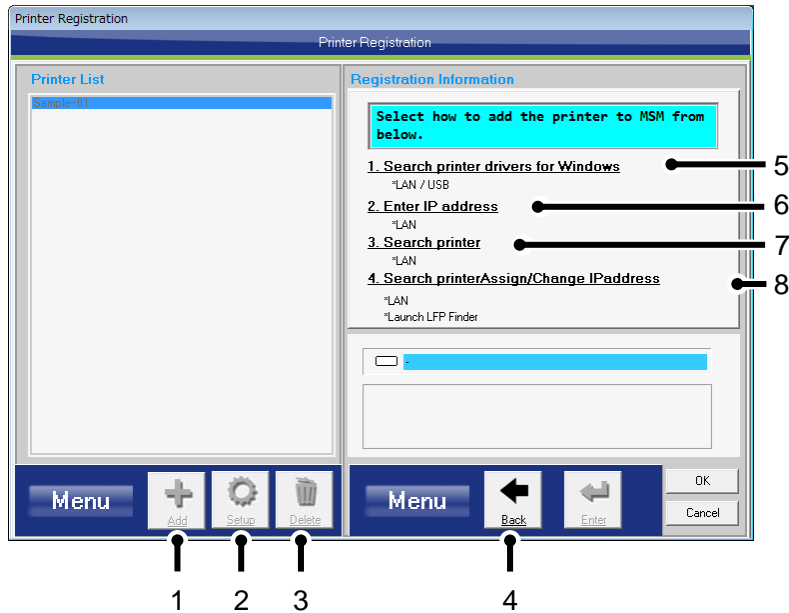 Printer Registration
Printer Registration
Printer List
Sample-01
Registration Information
Select how to add the printer to MSM from
below.
1. Search printer drivers for Windows
*LAN / USB
2. Enter IP address
*LAN
3. Search printer
*LAN
4. Search printerAssign/Change IPaddress
*LAN
*Launch LFP Finder
-
Menu
Add
Setup
Delete
Menu
Back
Enter
OK
Cancel
5
6
7
8
1
2
3
4